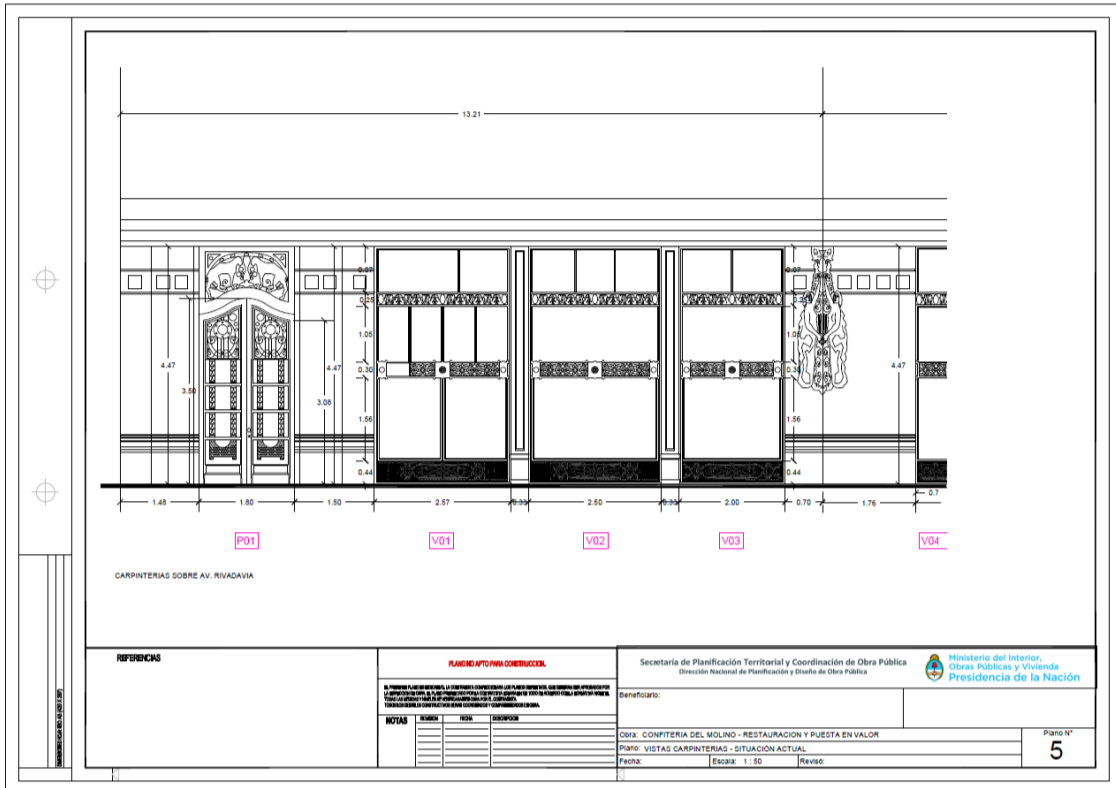 13.21
0.07
0.07
0.25
1.05
1.05
4.47
4.47
0.30
4.47
3.50
3.08
1.56
1.56
0.44
0.44
1.48
1.80
1.50
2.57
0.33
2.50
0.33
2.00
0.70
1.76
0.7
P01
V01
V02
V03
V04
CARPINTERIAS SOBRE AV. RIVADAVIA
REFERENCIAS
PLANO NO APTO PARA CONSTRUCCION.
NOTAS
REVISION
FECHA
DESCRIPCION
Secretaría de Planificación Territorial y Coordinación de Obra Pública
Dirección Nacional de Planificación y Diseño de Obra Pública
Ministerio del Interior,
Obras Públicas y Vivienda
Presidencia de la Nación
Beneficiario:
Obra: CONFITERIA DEL MOLINO - RESTAURACION Y PUESTA EN VALOR
Plano: VISTAS CARPINTERIAS - SITUACIÓN ACTUAL
Fecha:
Escala: 1 : 50
Revisó:
Plano N°
5